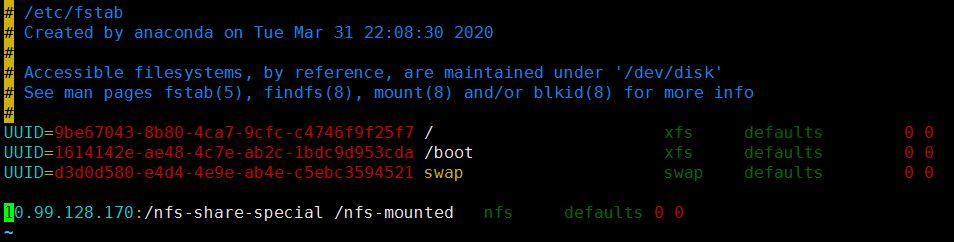 # /etc/fstab
# Created by anaconda on Tue Mar 31 22:08:30 2020
#
# Accessible filesystems, by reference, are maintained under '/dev/disk'
# See man pages fstab(5), findfs(8), mount(8) and/or blkid(8) for more info
#
UUID=9be67043-8b80-4ca7-9cfc-c4746f9f25f7 / xfs defaults 0 0
UUID=1614142e-ae48-4c7e-ab2c-1bdc9d953cda /boot xfs defaults 0 0
UUID=d3d0d580-e4d4-4e9e-ab4e-c5ebc3594521 swap swap defaults 0 0
10.99.128.170:/nfs-share-special /nfs-mounted nfs defaults 0 0
~